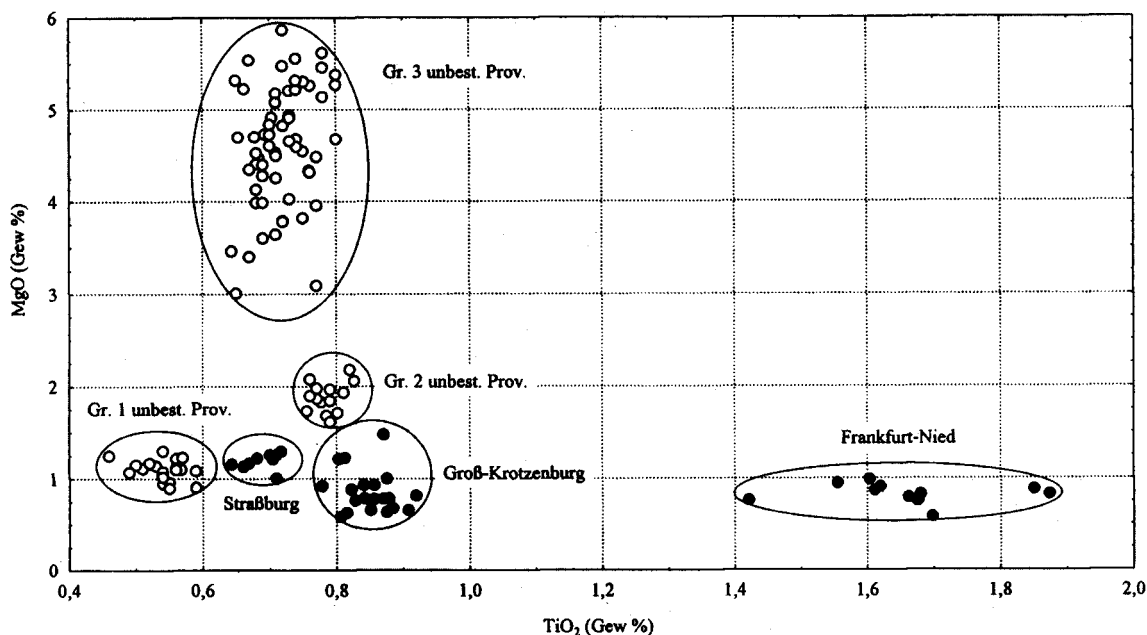 6
5
4
3
2
1
0
MgO (Gew %)
Gr. 3 unbest. Prov.
Gr. 2 unbest. Prov.
Gr. 1 unbest. Prov.
Straßburg
Groß-Krotzenburg
Frankfurt-Nied
0,4
0,6
0,8
1,0
1,2
1,4
1,6
1,8
2,0
TiO₂ (Gew %)